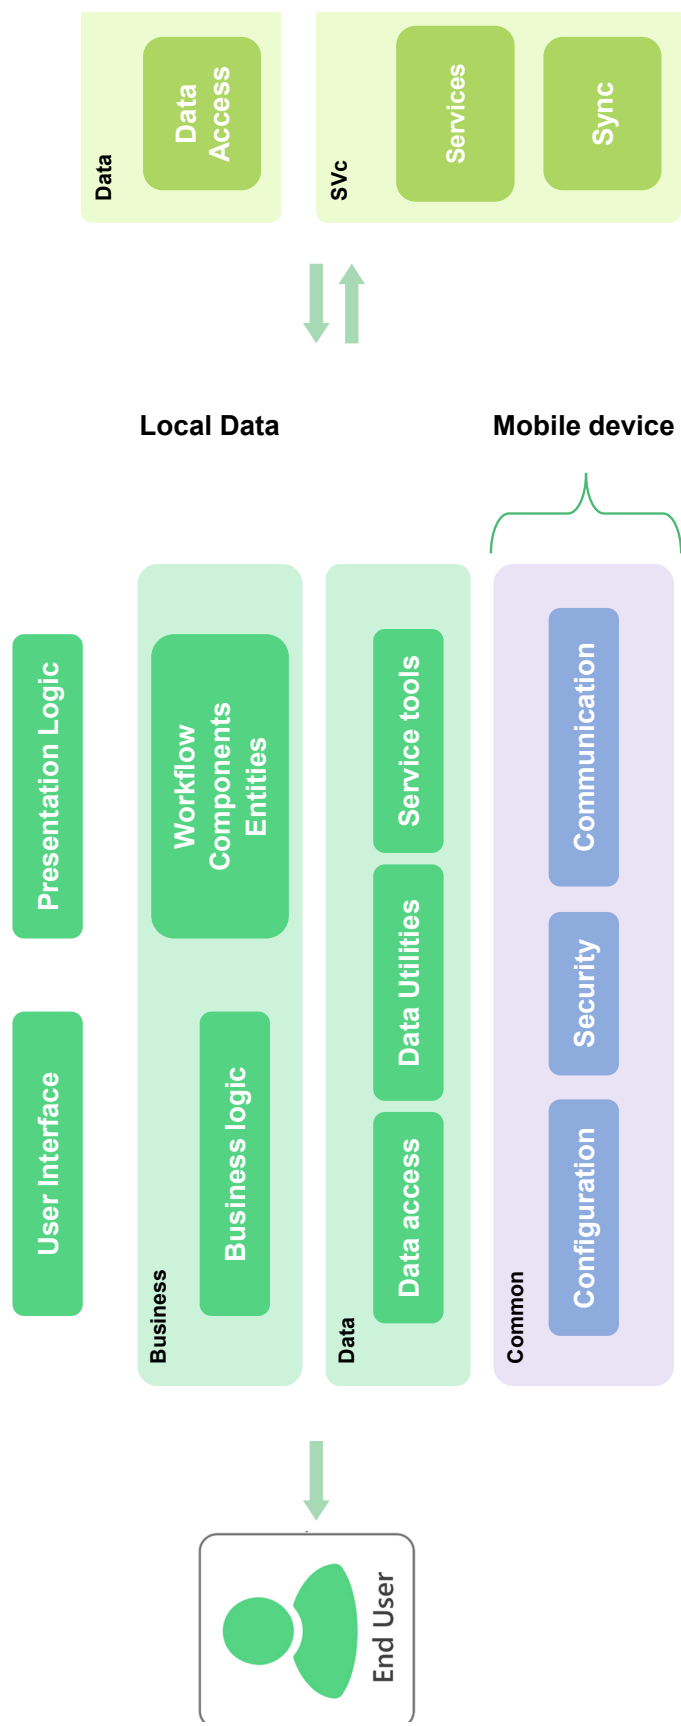 Data
Data
Access
SVc
Services
Sync
Local Data
Mobile device
User Interface
Presentation Logic
Business
Business logic
Workflow
Components
Entities
Data
Data access
Data Utilities
Service tools
Common
Configuration
Security
Communication
End User